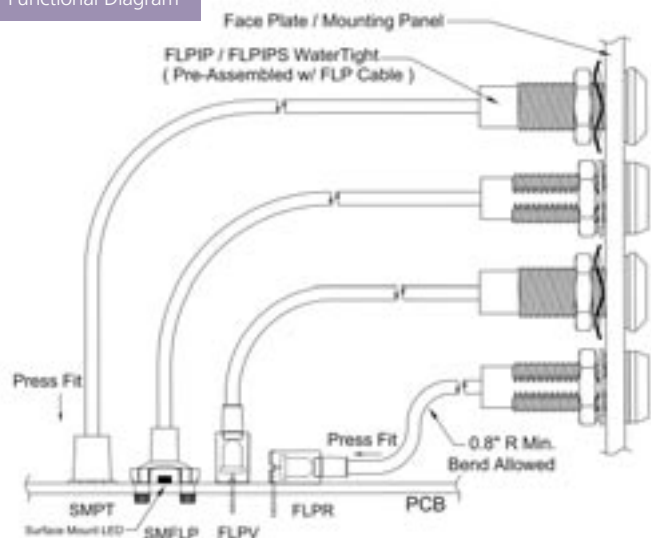 Functional Diagram
Face Plate / Mounting Panel
FLPIP / FLPIPS WaterTight
( Pre-Assembled w/ FLP Cable )
Press Fit
Press Fit
0.8" R Min.
Bend Allowed
SMPT
FLPR
PCB
Surface Mount LED
SMFLP
FLPV